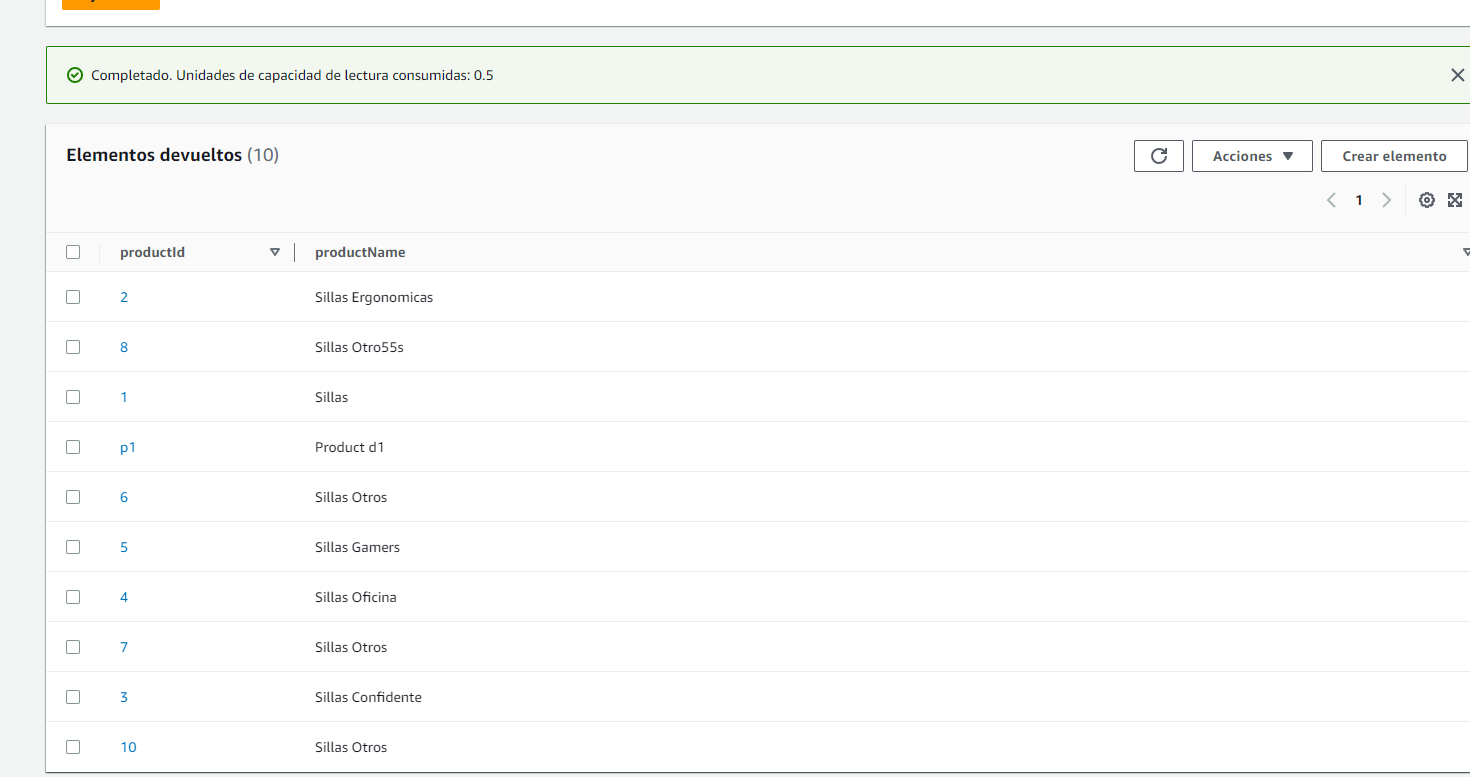 Completado. Unidades de capacidad de lectura consumidas: 0.5
Elementos devueltos (10)
Acciones
Crear elemento
1
productId productName
2 Sillas Ergonomicas
8 Sillas Otro55s
1 Sillas
p1 Product d1
6 Sillas Otros
5 Sillas Gamers
4 Sillas Oficina
7 Sillas Otros
3 Sillas Confidente
10 Sillas Otros